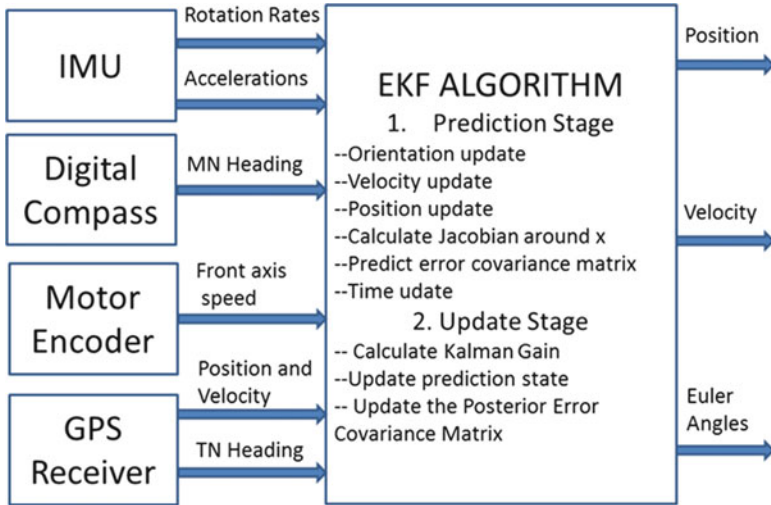 IMU
Rotation Rates
Accelerations
Digital
Compass
MN Heading
Motor
Encoder
Front axis
speed
GPS
Receiver
Position and
Velocity
TN Heading
EKF ALGORITHM
1. Prediction Stage
--Orientation update
--Velocity update
--Position update
--Calculate Jacobian around x
--Predict error covariance matrix
--Time udate
2. Update Stage
-- Calculate Kalman Gain
--Update prediction state
-- Update the Posterior Error
Covariance Matrix
Position
Velocity
Euler
Angles